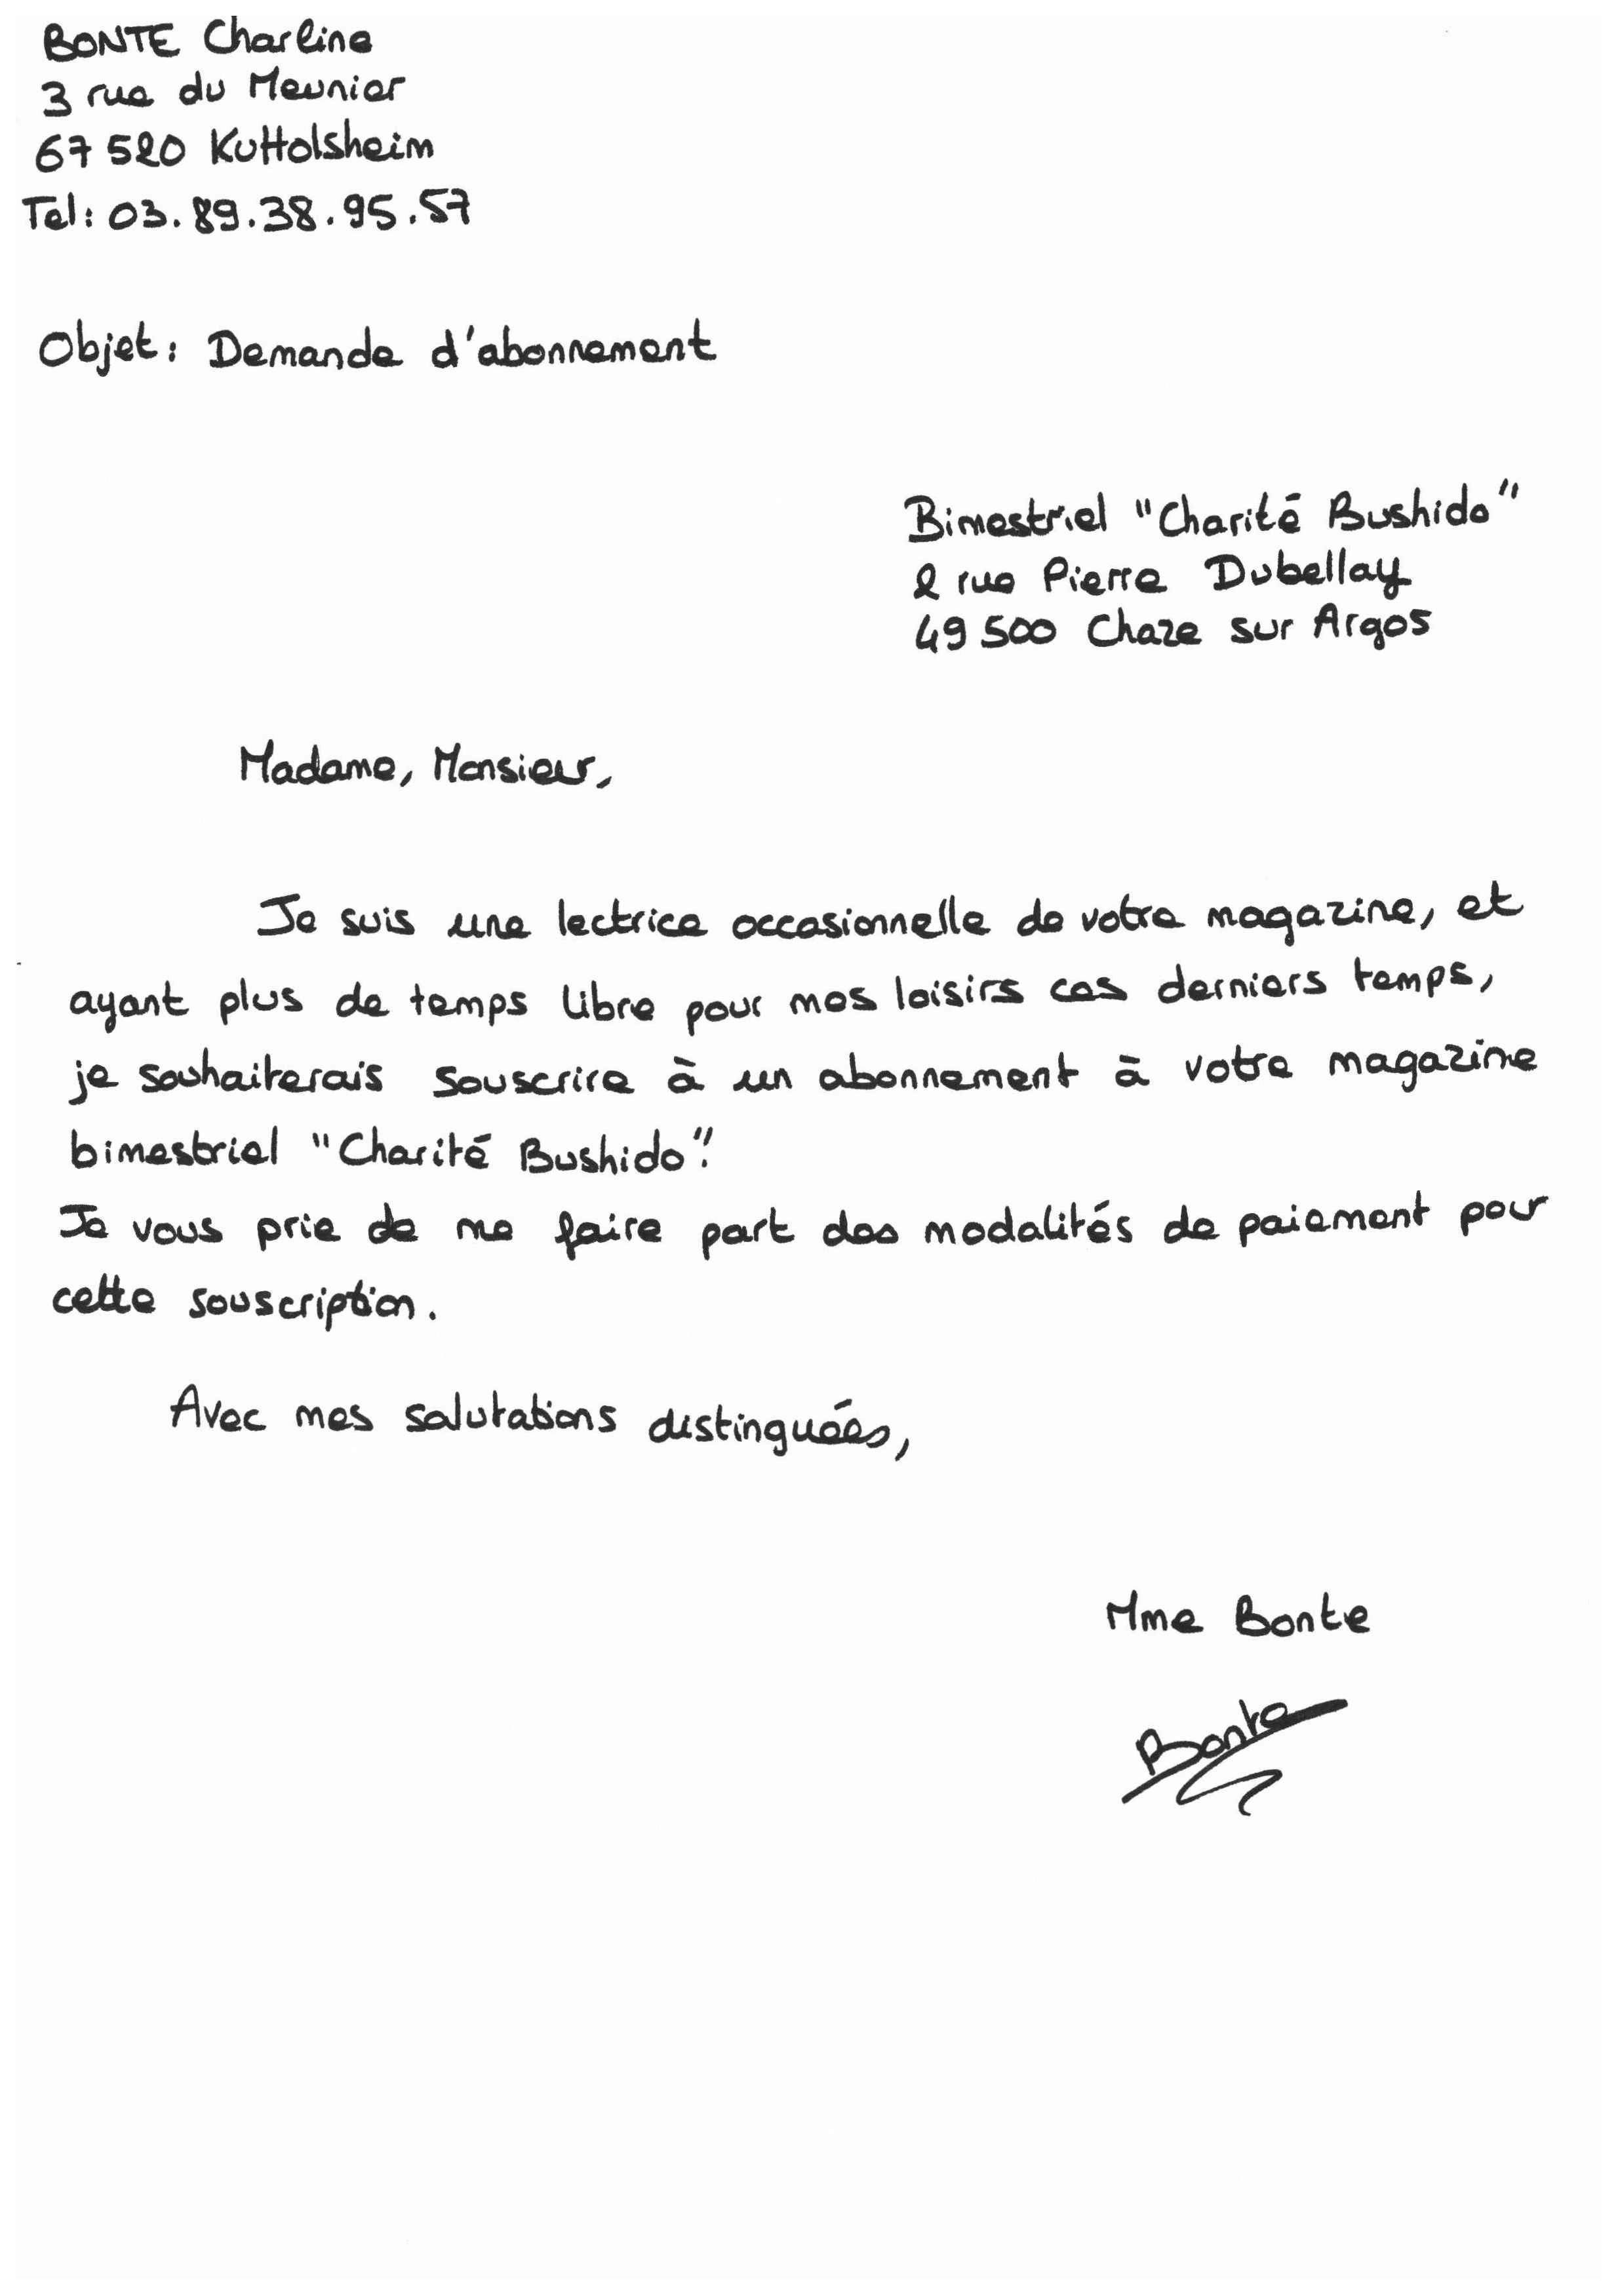 BONTE Charline
3 rue du Meunier
67 520 Kuttolsheim
Tel: 03.89.38.95.57
Objet: Demande d'abonnement
Bimestriel "Charité Bushido"
2 rue Pierre Dubellay
49 500 Chaze sur Argos
Madame, Monsieur,
Je suis une lectrice occasionnelle de votre magazine, et
ayant plus de temps libre pour mes loisirs ces derniers temps,
je souhaiterais souscrire à un abonnement à votre magazine
bimestriel "Charité Bushido".
Je vous prie de me faire part des modalités de paiement pour
cette souscription.
Avec mes salutations distinguées,
Mme Bonte
Bonte